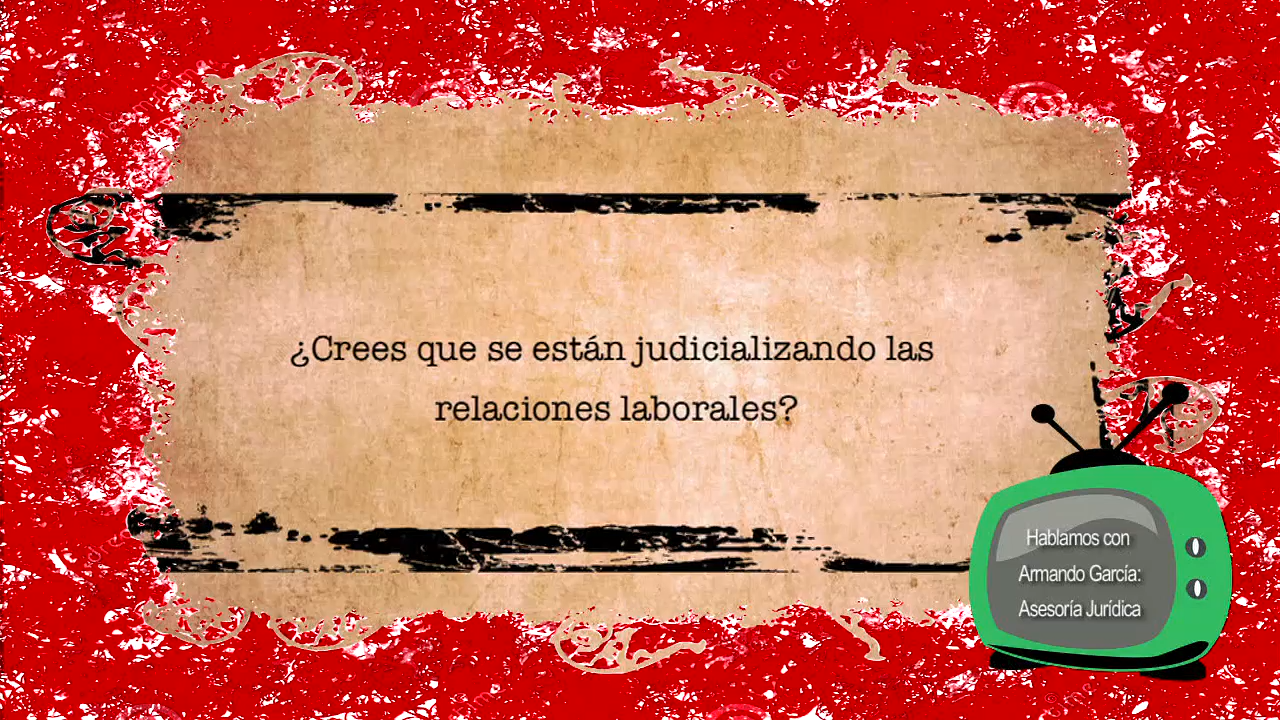 ¿Crees que se están judicializando las
relaciones laborales?
Hablamos con
Armando García:
Asesoría Jurídica